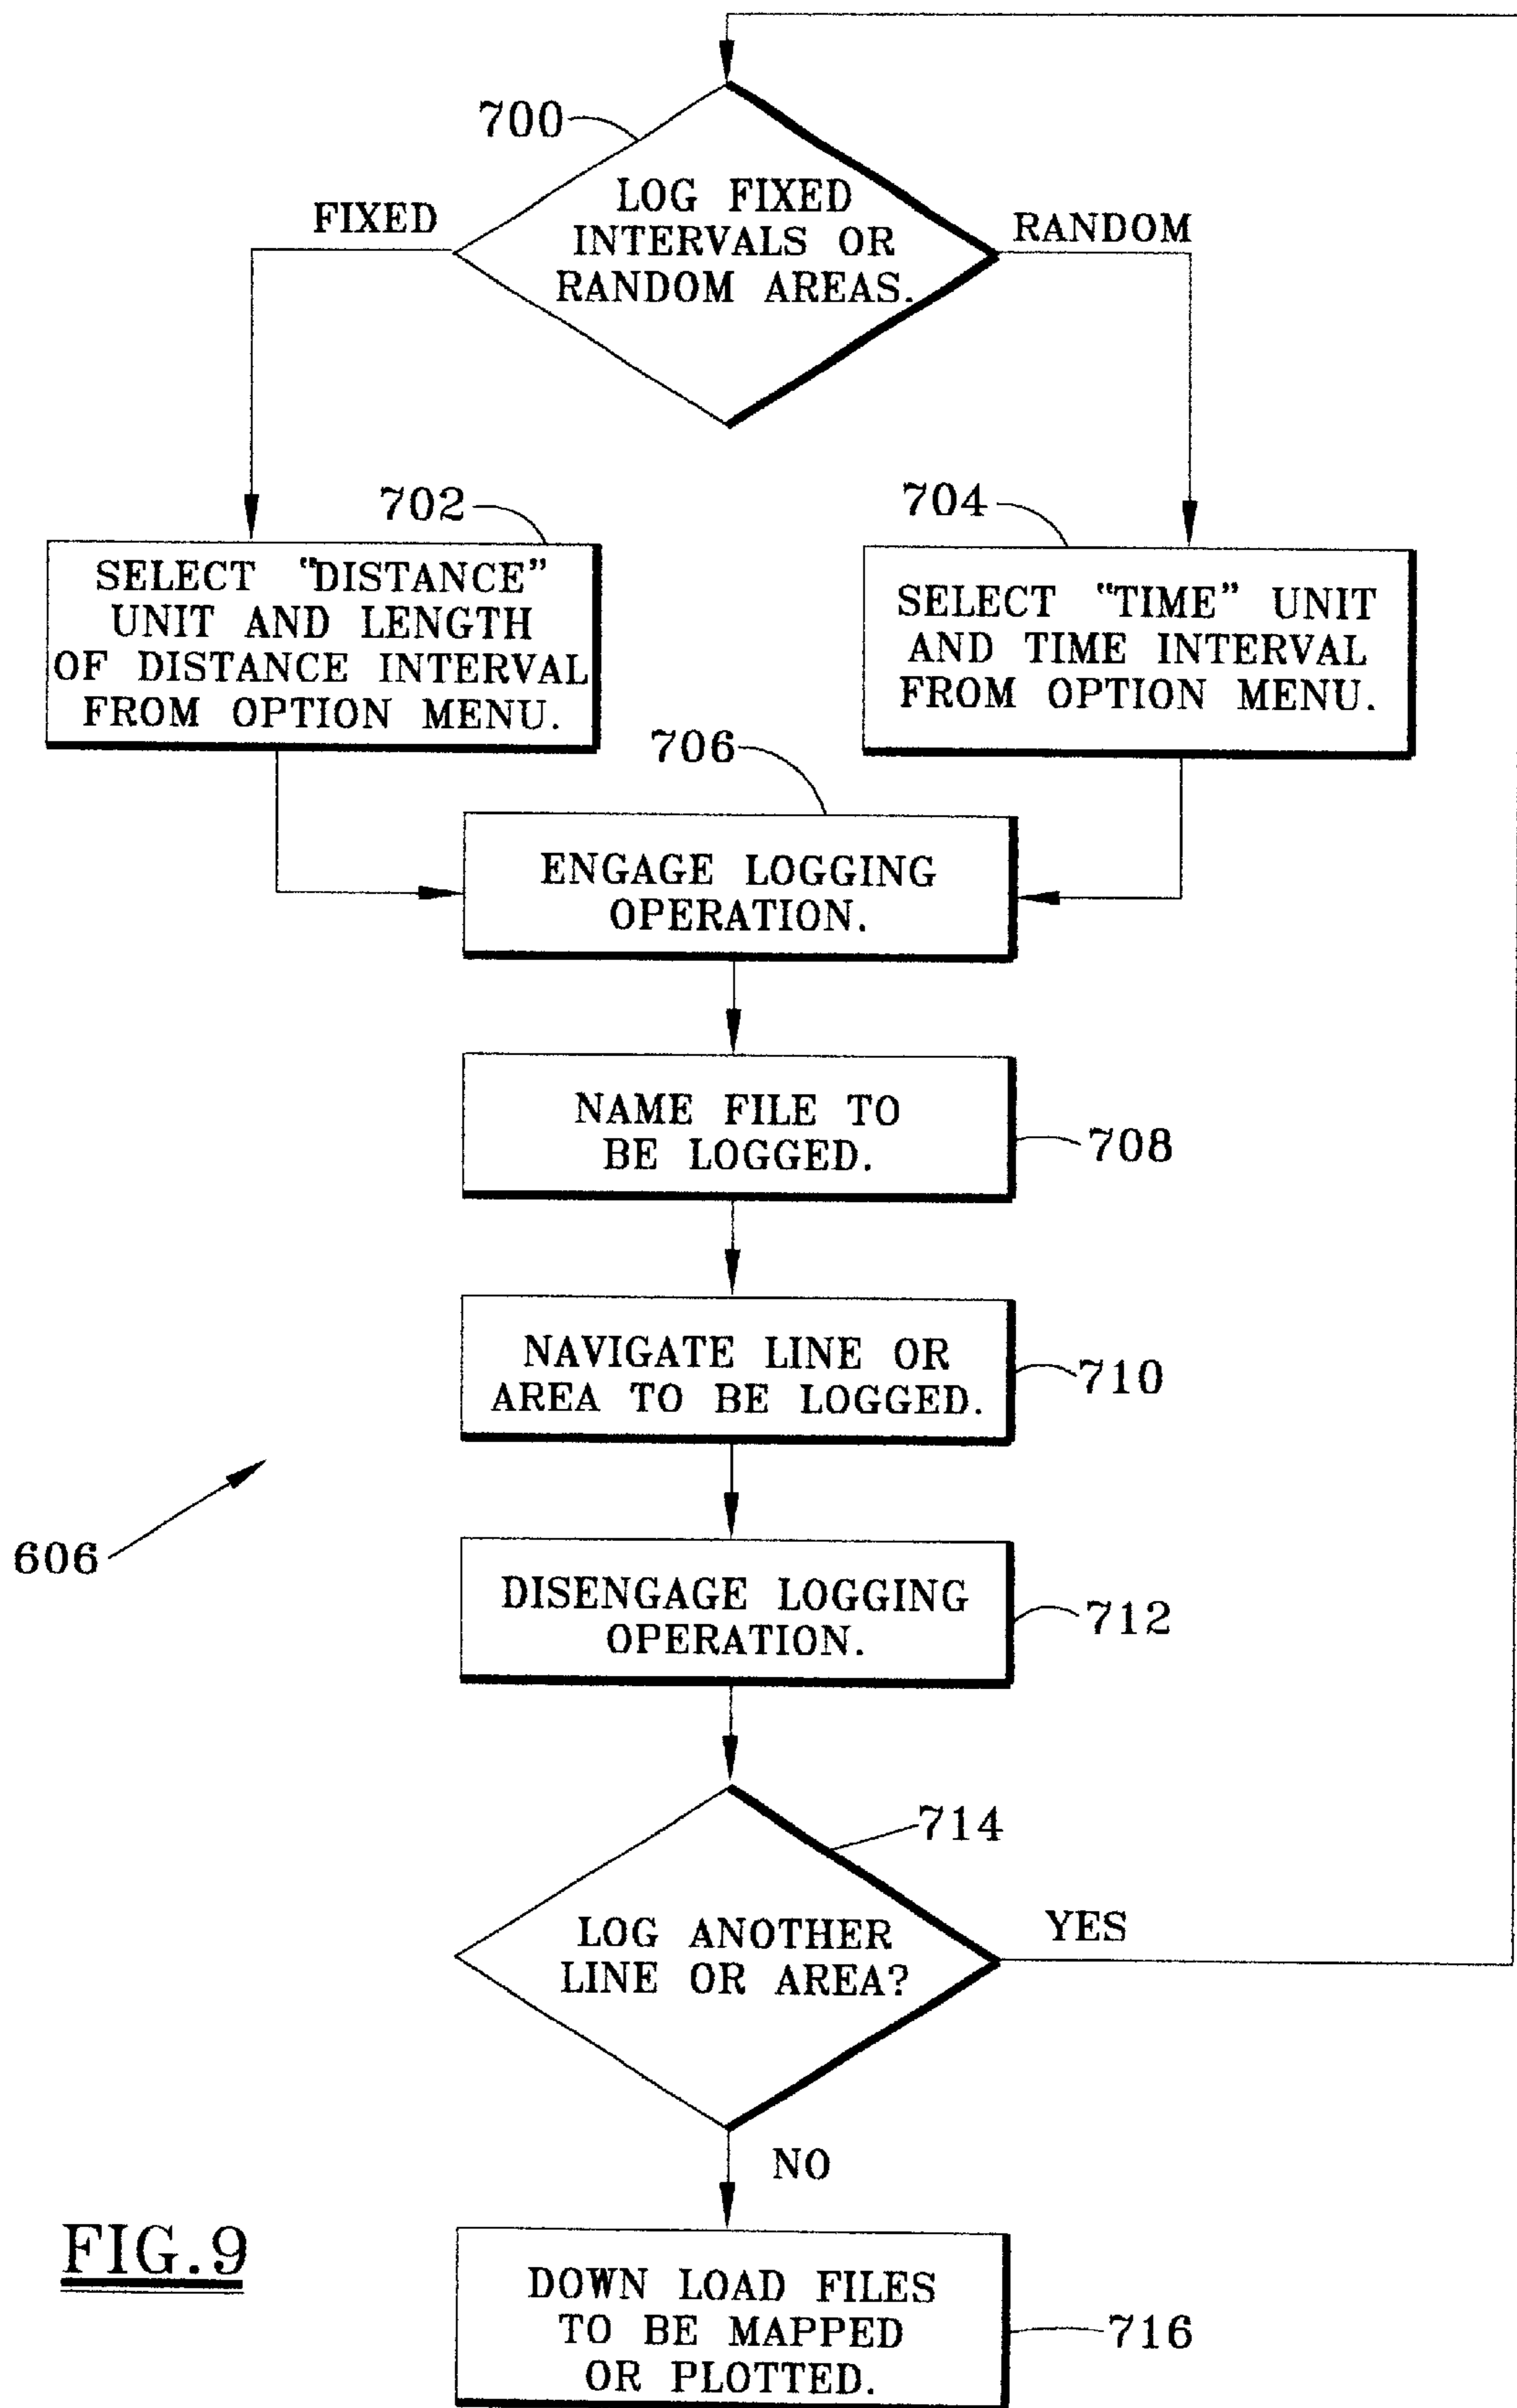 700
LOG FIXED
INTERVALS OR
RANDOM AREAS.
FIXED
RANDOM
702
SELECT "DISTANCE"
UNIT AND LENGTH
OF DISTANCE INTERVAL
FROM OPTION MENU.
704
SELECT "TIME" UNIT
AND TIME INTERVAL
FROM OPTION MENU.
706
ENGAGE LOGGING
OPERATION.
NAME FILE TO
BE LOGGED.
708
NAVIGATE LINE OR
AREA TO BE LOGGED.
710
606
DISENGAGE LOGGING
OPERATION.
712
714
LOG ANOTHER
LINE OR AREA?
YES
NO
FIG.9
DOWN LOAD FILES
TO BE MAPPED
OR PLOTTED.
716